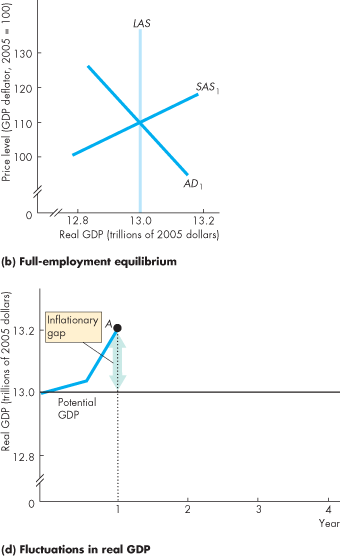 LAS
Price level (GDP deflator, 2005 = 100)
130
120
110
100
0
SAS1
AD1
12.8 13.0 13.2
Real GDP (trillions of 2005 dollars)
(b) Full-employment equilibrium
Real GDP (trillions of 2005 dollars)
13.2
13.0
12.8
0
Inflationary
gap
A
Potential
GDP
1 2 3 4
Year
(d) Fluctuations in real GDP